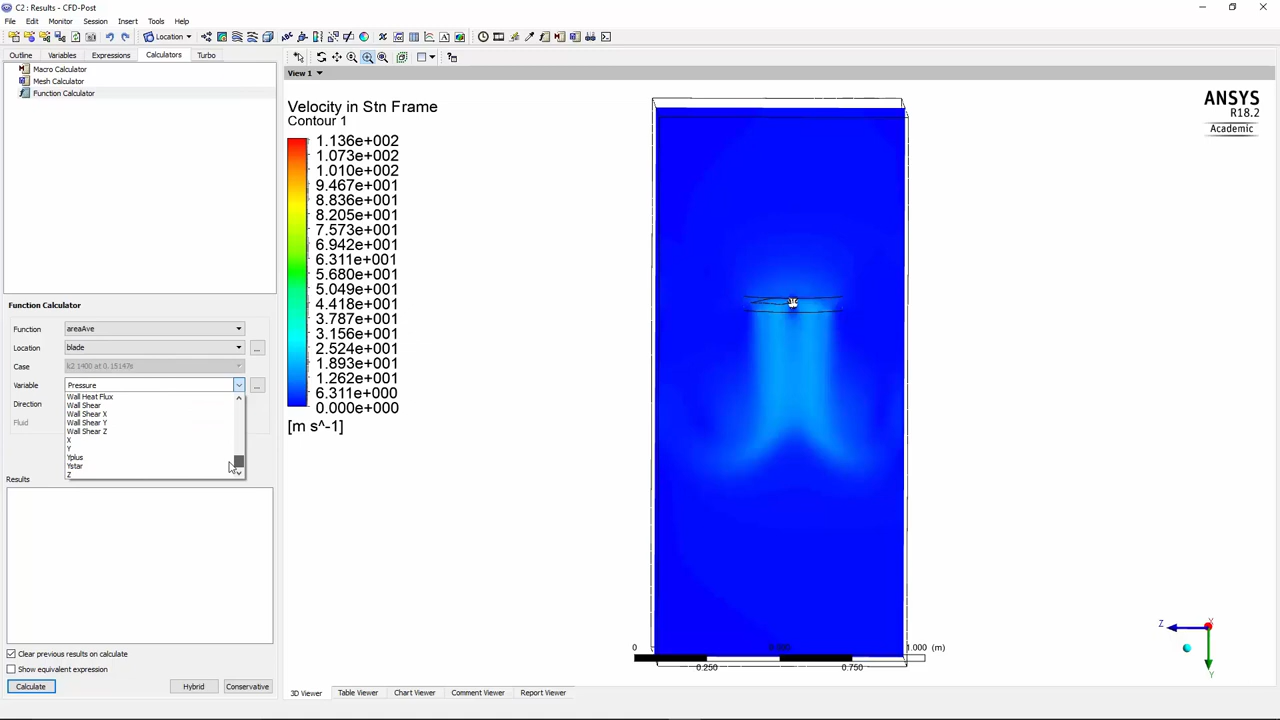 C2 : Results - CFD-Post
File Edit Monitor Session Insert Tools Help
Location
Outline Variables Expressions Calculators Turbo
Macro Calculator
Mesh Calculator
Function Calculator
Function Calculator
Function areaAve
Location blade
Case k2 1400 at 0.15147s
Variable Pressure
Wall Heat Flux
Wall Shear
Wall Shear X
Wall Shear Y
Wall Shear Z
X
Y
Yplus
Ystar
Z
Direction
Fluid
Results
Clear previous results on calculate
Show equivalent expression
Calculate Hybrid Conservative
View 1
Velocity in Stn Frame
Contour 1
1.136e+002
1.073e+002
1.010e+002
9.467e+001
8.836e+001
8.205e+001
7.573e+001
6.942e+001
6.311e+001
5.680e+001
5.049e+001
4.418e+001
3.787e+001
3.156e+001
2.524e+001
1.893e+001
1.262e+001
6.311e+000
0.000e+000
[m s^-1]
ANSYS
R18.2
Academic
0 0.500 1.000 (m)
0.250 0.750
Z
X
Y
3D Viewer Table Viewer Chart Viewer Comment Viewer Report Viewer